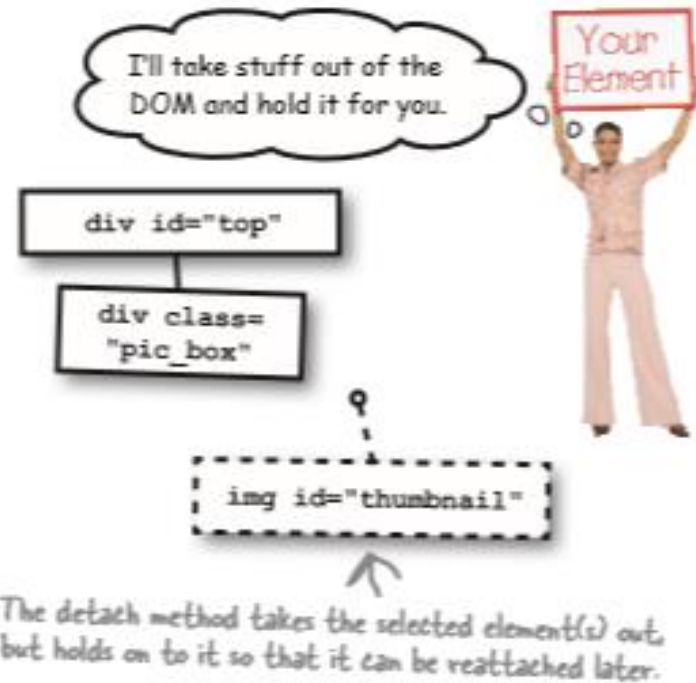 I'll take stuff out of the
DOM and hold it for you.
Your
Element
div id="top"
div class=
"pic_box"
img id="thumbnail"
The detach method takes the selected element(s) out,
but holds on to it so that it can be reattached later.